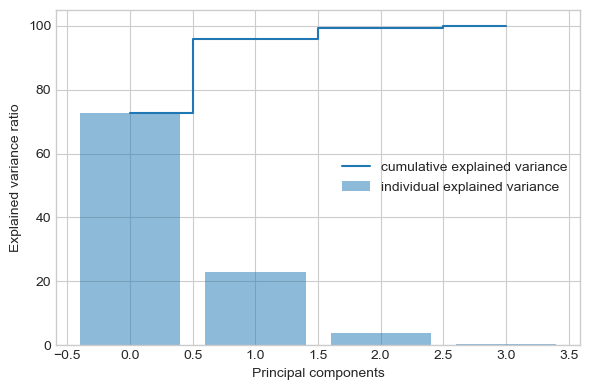 100
80
60
40
20
0
Explained variance ratio
cumulative explained variance
individual explained variance
−0.5 0.0 0.5 1.0 1.5 2.0 2.5 3.0 3.5
Principal components